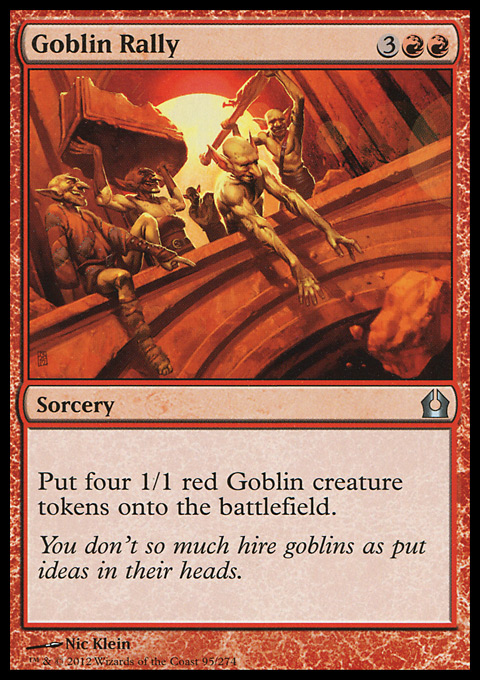 Goblin Rally 3
Sorcery
Put four 1/1 red Goblin creature
tokens onto the battlefield.
You don't so much hire goblins as put
ideas in their heads.
Nic Klein
™ & © 2012 Wizards of the Coast 95/274